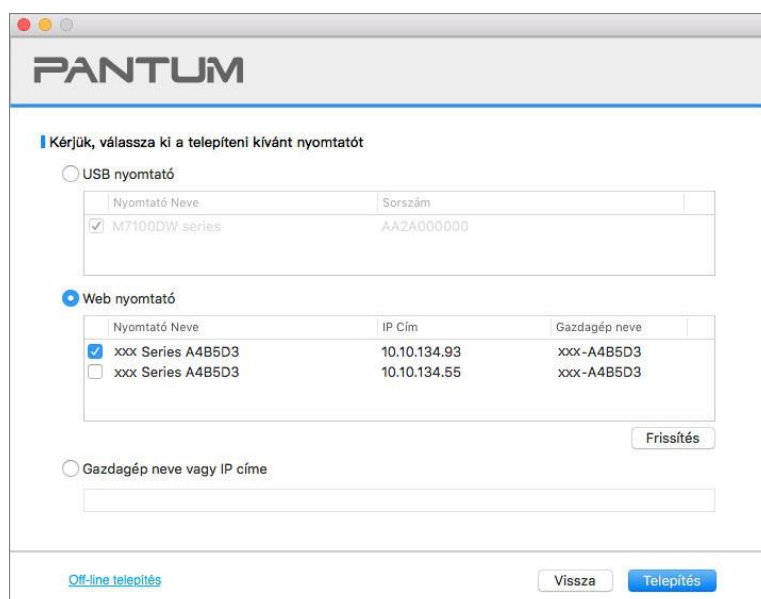 PANTUM
Kérjük, válassza ki a telepíteni kívánt nyomtatót
USB nyomtató
Nyomtató Neve Sorszám
M7100DW series AA2A000000
Web nyomtató
Nyomtató Neve IP Cím Gazdagép neve
xxx Series A4B5D3 10.10.134.93 xxx-A4B5D3
xxx Series A4B5D3 10.10.134.55 xxx-A4B5D3
Frissítés
Gazdagép neve vagy IP címe
Off-line telepítés Vissza Telepítés